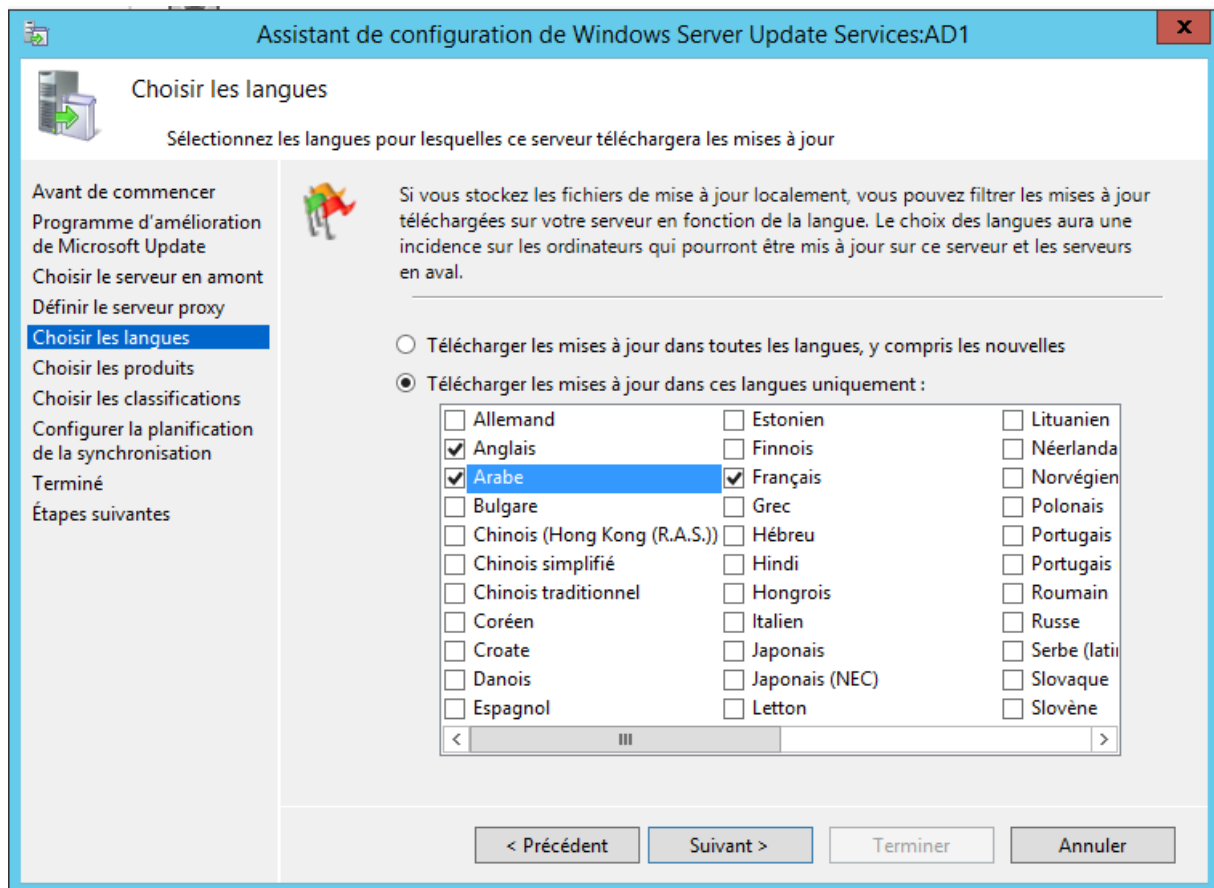 Assistant de configuration de Windows Server Update Services:AD1
x
Choisir les langues
Sélectionnez les langues pour lesquelles ce serveur téléchargera les mises à jour
Avant de commencer
Programme d'amélioration
de Microsoft Update
Choisir le serveur en amont
Définir le serveur proxy
Choisir les langues
Choisir les produits
Choisir les classifications
Configurer la planification
de la synchronisation
Terminé
Étapes suivantes
Si vous stockez les fichiers de mise à jour localement, vous pouvez filtrer les mises à jour
téléchargées sur votre serveur en fonction de la langue. Le choix des langues aura une
incidence sur les ordinateurs qui pourront être mis à jour sur ce serveur et les serveurs
en aval.
Télécharger les mises à jour dans toutes les langues, y compris les nouvelles
Télécharger les mises à jour dans ces langues uniquement :
Allemand
Anglais
Arabe
Bulgare
Chinois (Hong Kong (R.A.S.))
Chinois simplifié
Chinois traditionnel
Coréen
Croate
Danois
Espagnol
Estonien
Finnois
Français
Grec
Hébreu
Hindi
Hongrois
Italien
Japonais
Japonais (NEC)
Letton
Lituanien
Néerlanda
Norvégien
Polonais
Portugais
Portugais
Roumain
Russe
Serbe (lati
Slovaque
Slovène
< Précédent
Suivant >
Terminer
Annuler